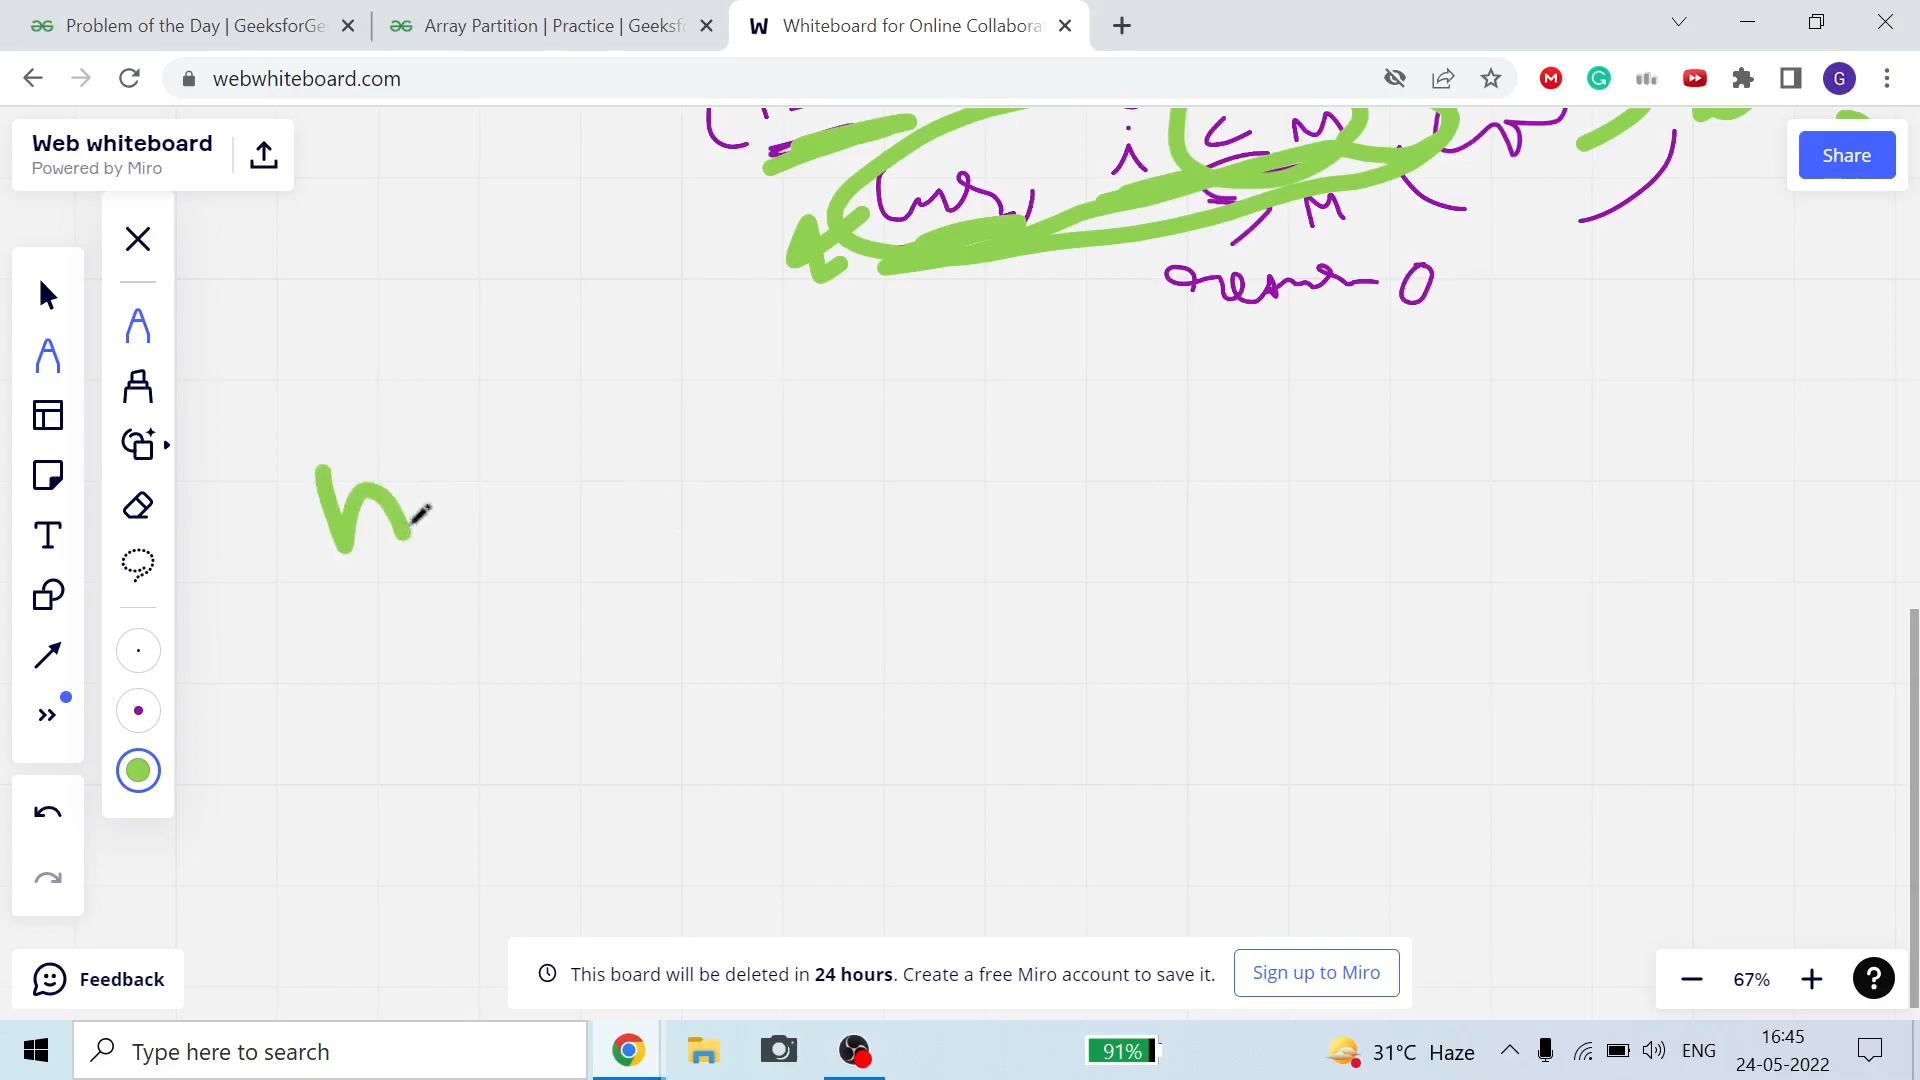 Problem of the Day | GeeksforGe
Array Partition | Practice | Geeksfo
Whiteboard for Online Collabora
webwhiteboard.com
Web whiteboard
Powered by Miro
Share
i ≤ M
M
0
n
This board will be deleted in 24 hours. Create a free Miro account to save it.
Sign up to Miro
Feedback
67%
Type here to search
91%
31°C Haze
ENG
16:45
24-05-2022